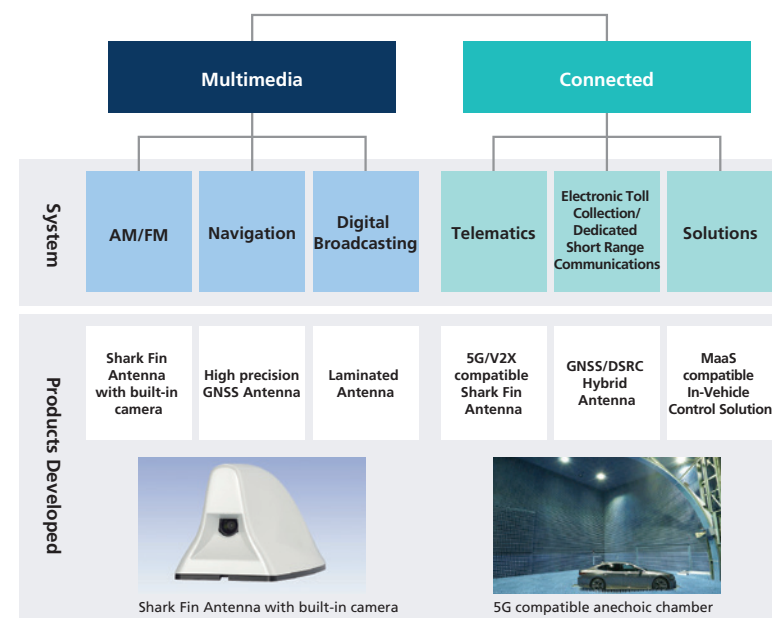 Multimedia
Connected
System
AM/FM
Navigation
Digital
Broadcasting
Telematics
Electronic Toll
Collection/
Dedicated
Short Range
Communications
Solutions
Products Developed
Shark Fin
Antenna
with built-in
camera
High precision
GNSS Antenna
Laminated
Antenna
5G/V2X
compatible
Shark Fin
Antenna
GNSS/DSRC
Hybrid
Antenna
MaaS
compatible
In-Vehicle
Control Solution
Shark Fin Antenna with built-in camera
5G compatible anechoic chamber